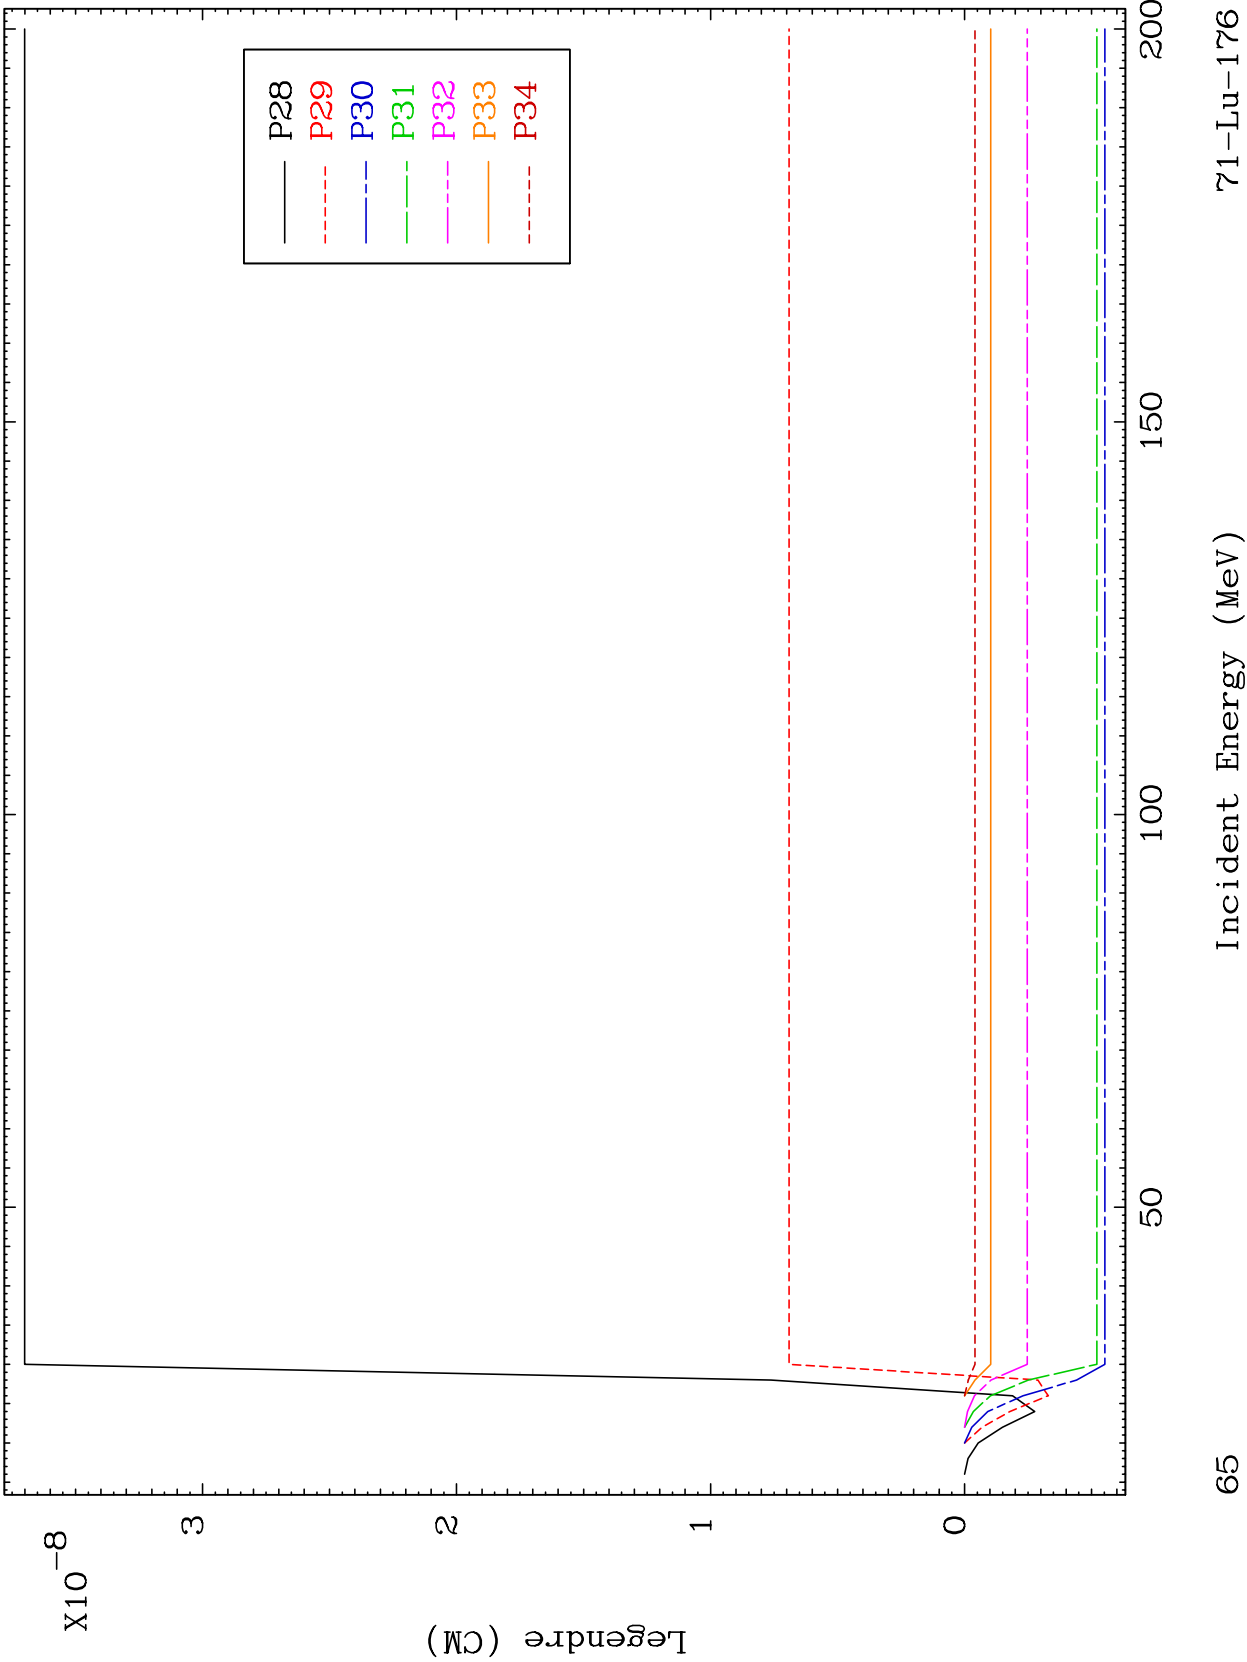 X10-8
Legendre (CM)
3
2
1
0
P28
P29
P30
P31
P32
P33
P34
50
100
150
200
Incident Energy (MeV)
65
71-Lu-176